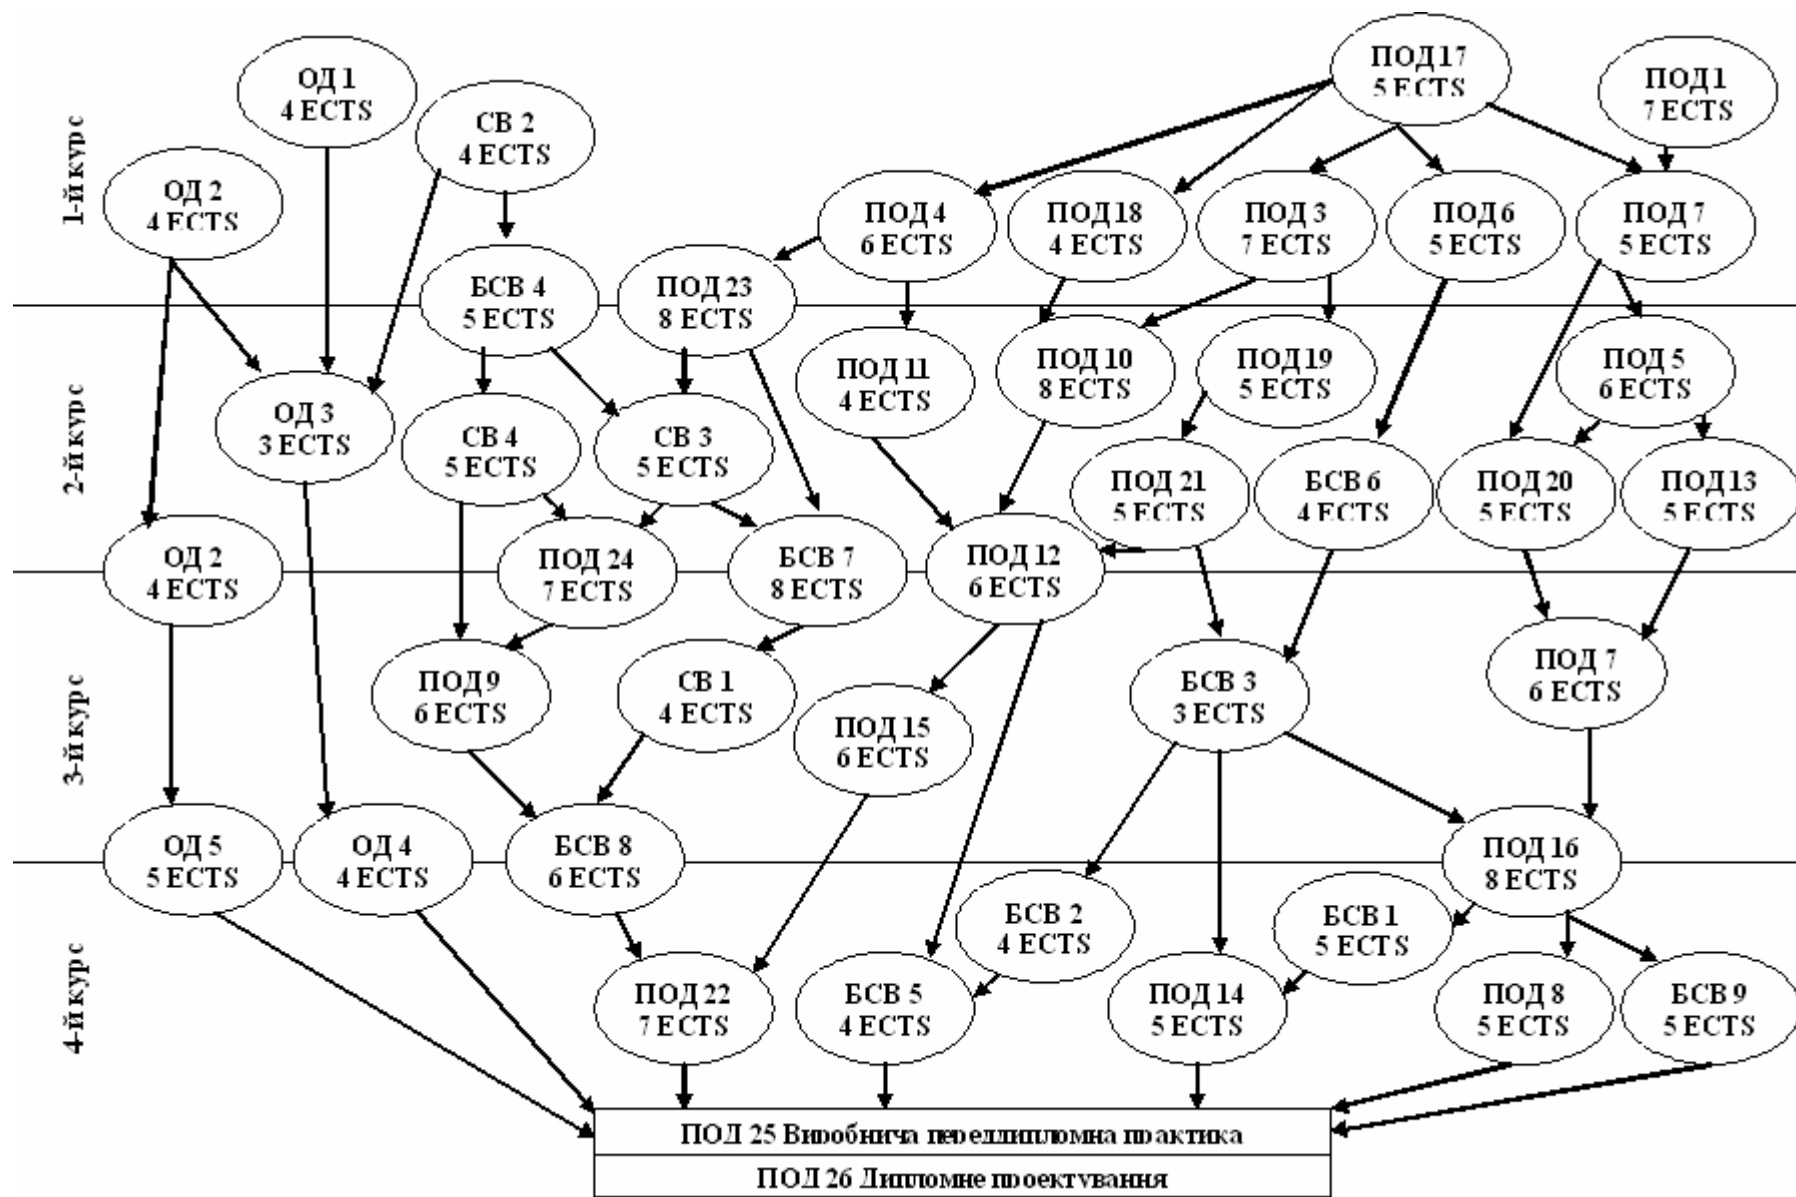 1-й курс
ОД 1
4 ECTS
СВ 2
4 ECTS
ОД 2
4 ECTS
БСВ 4
5 ECTS
ПОД 17
5 ECTS
ПОД 1
7 ECTS
ПОД 4
6 ECTS
ПОД 18
4 ECTS
ПОД 3
7 ECTS
ПОД 6
5 ECTS
ПОД 7
5 ECTS
ПОД 23
8 ECTS
2-й курс
ОД 3
3 ECTS
СВ 4
5 ECTS
СВ 3
5 ECTS
ПОД 11
4 ECTS
ПОД 10
8 ECTS
ПОД 19
5 ECTS
ПОД 5
6 ECTS
ПОД 21
5 ECTS
БСВ 6
4 ECTS
ПОД 20
5 ECTS
ПОД 13
5 ECTS
ОД 2
4 ECTS
ПОД 24
7 ECTS
БСВ 7
8 ECTS
ПОД 12
6 ECTS
3-й курс
ПОД 9
6 ECTS
СВ 1
4 ECTS
ПОД 15
6 ECTS
БСВ 3
3 ECTS
ПОД 7
6 ECTS
ОД 5
5 ECTS
ОД 4
4 ECTS
БСВ 8
6 ECTS
ПОД 16
8 ECTS
4-й курс
БСВ 2
4 ECTS
БСВ 1
5 ECTS
ПОД 22
7 ECTS
БСВ 5
4 ECTS
ПОД 14
5 ECTS
ПОД 8
5 ECTS
БСВ 9
5 ECTS
ПОД 25 Виробнича переддипломна практика
ПОД 26 Дипломне проектування